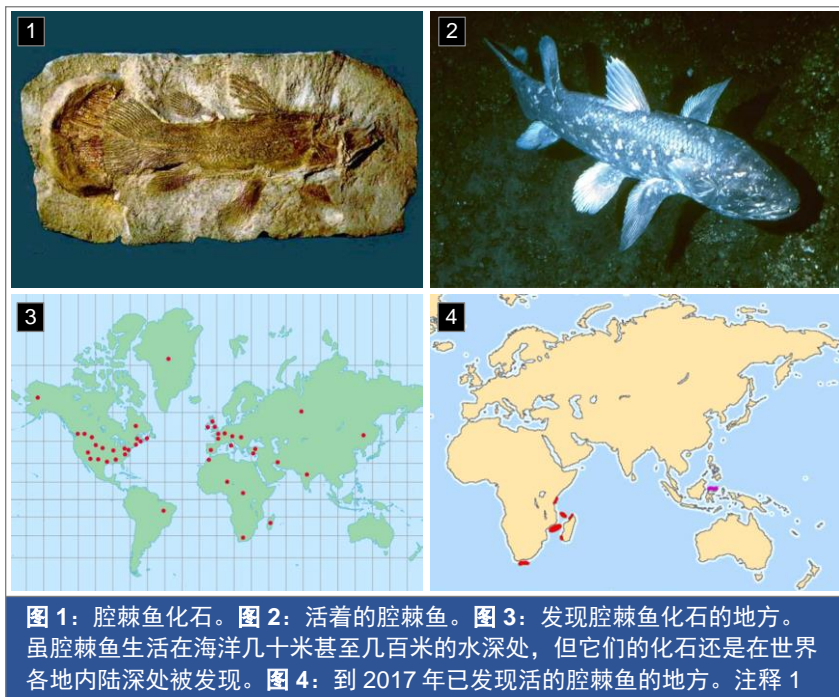 1
2
3
4
图 1：腔棘鱼化石。图 2：活着的腔棘鱼。图 3：发现腔棘鱼化石的地方。
虽腔棘鱼生活在海洋几十米甚至几百米的水深处，但它们的化石还是在世界
各地内陆深处被发现。图 4：到 2017 年已发现活的腔棘鱼的地方。注释 1